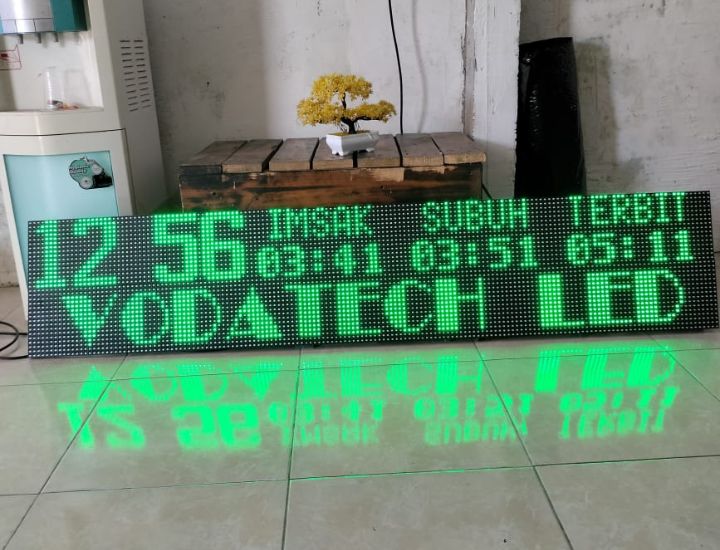 12 56 IMSAK SUBUH TERBIT
03:41 03:51 05:11
VODATECH LED